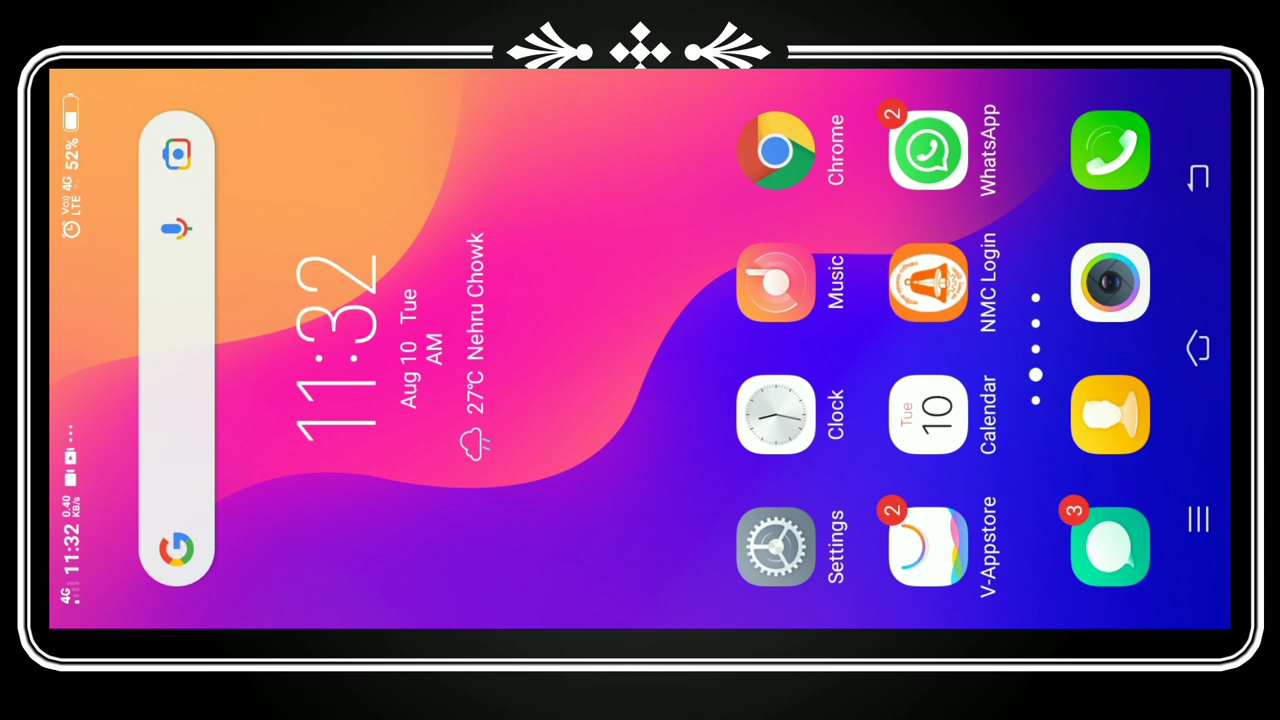 4G 11:32 0.40 KB/s ... VoLTE 4G 52%
11:32
Aug 10 Tue
AM
27°C Nehru Chowk
Settings Clock Music Chrome
2 Tue 10 2
V-Appstore Calendar NMC Login WhatsApp
3